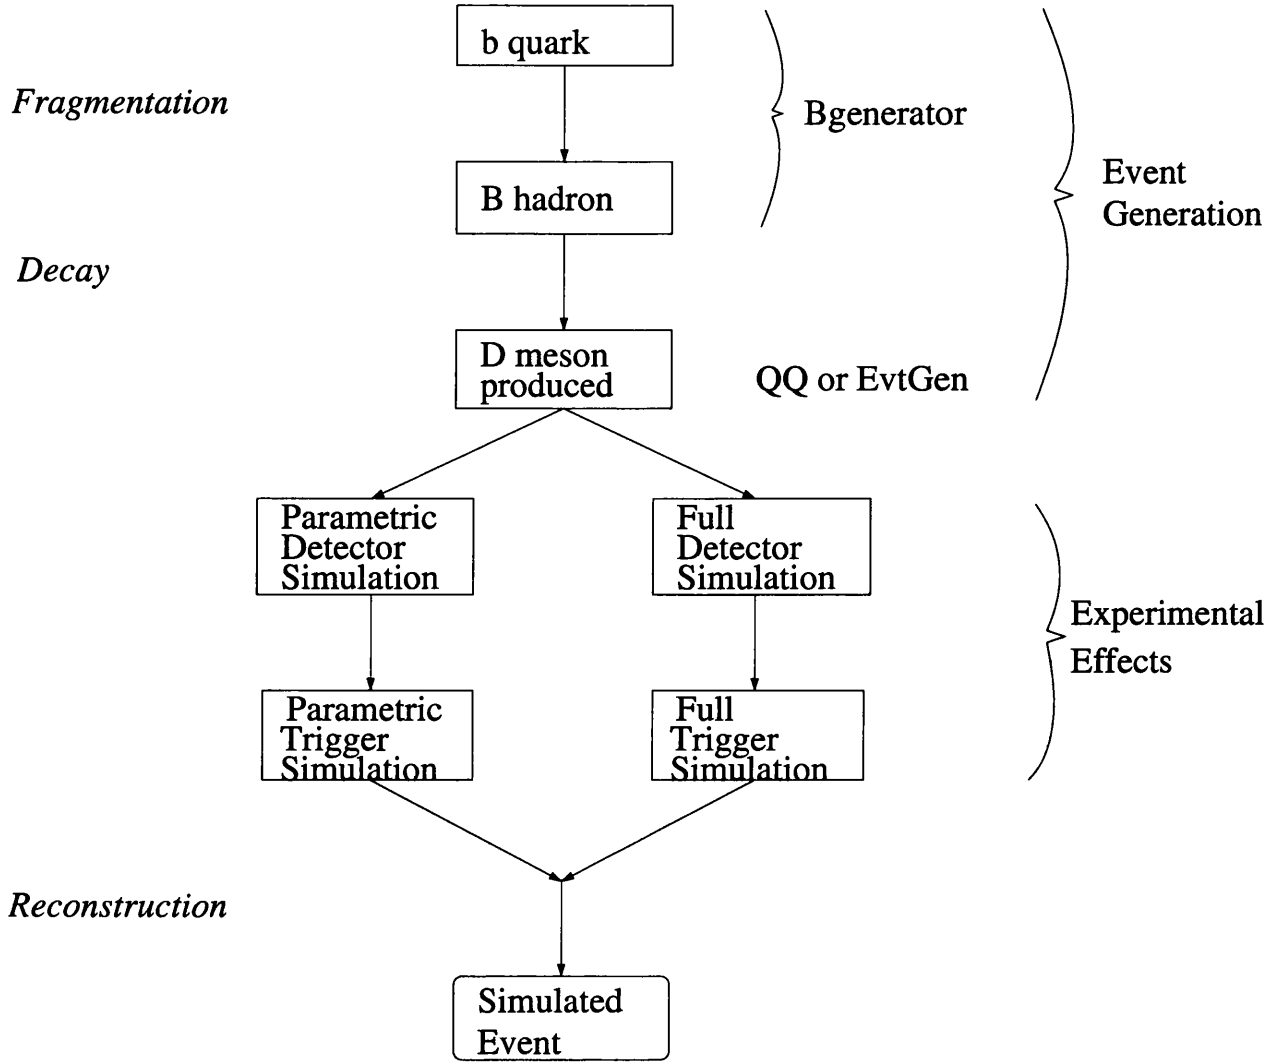 b quark
Fragmentation
Bgenerator
Event
Generation
B hadron
Decay
D meson
produced
QQ or EvtGen
Parametric
Detector
Simulation
Full
Detector
Simulation
Experimental
Effects
Parametric
Trigger
Simulation
Full
Trigger
Simulation
Reconstruction
Simulated
Event